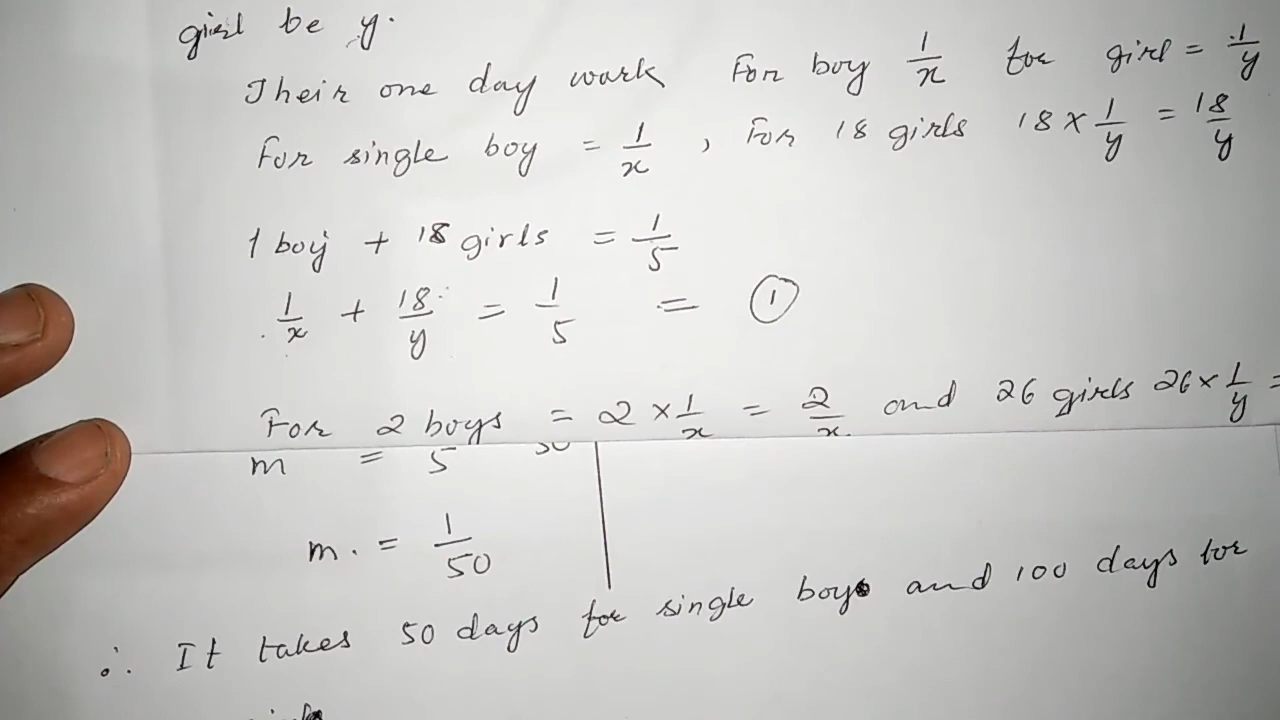 girl be y.
Their one day work For boy 1/x for girl = 1/y
For single boy = 1/x , For 18 girls 18 × 1/y = 18/y
1 boy + 18 girls = 1/5
1/x + 18/y = 1/5 = ①
For 2 boys = 2 × 1/x = 2/x and 26 girls 26 × 1/y =
m = 5
m. = 1/50
∴ It takes 50 days for single boy and 100 days for